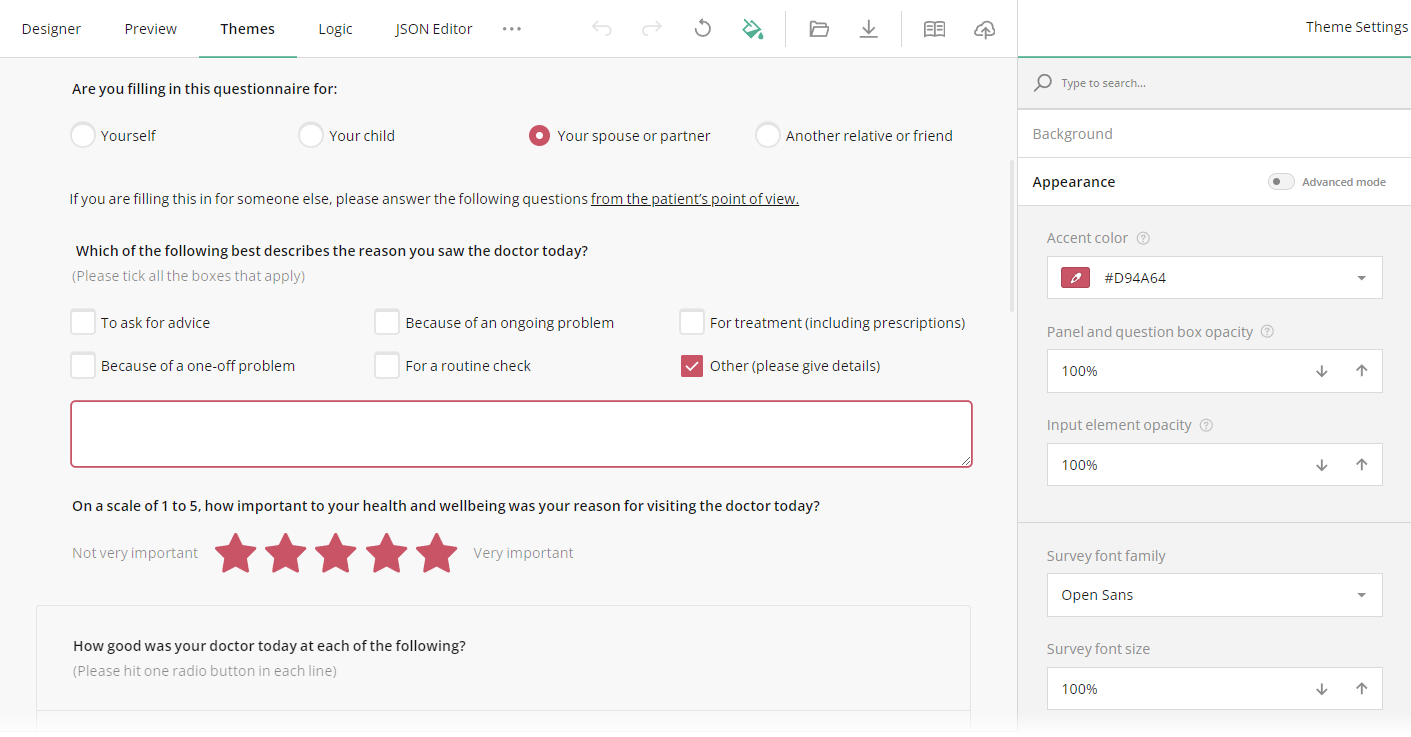 Designer Preview Themes Logic JSON Editor
Theme Settings
Type to search...
Background
Appearance Advanced mode
Accent color
#D94A64
Panel and question box opacity
100%
Input element opacity
100%
Survey font family
Open Sans
Survey font size
100%
Are you filling in this questionnaire for:
Yourself Your child Your spouse or partner Another relative or friend
If you are filling this in for someone else, please answer the following questions from the patient’s point of view.
Which of the following best describes the reason you saw the doctor today?
(Please tick all the boxes that apply)
To ask for advice Because of an ongoing problem For treatment (including prescriptions)
Because of a one-off problem For a routine check Other (please give details)
On a scale of 1 to 5, how important to your health and wellbeing was your reason for visiting the doctor today?
Not very important Very important
How good was your doctor today at each of the following?
(Please hit one radio button in each line)